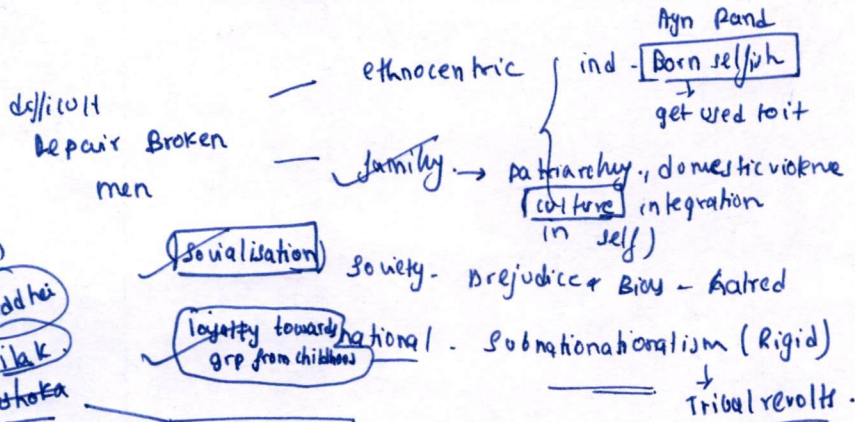 Ayn Rand
ethnocentric ind - Born selfish
↓
get used to it
difficult
Repair Broken
men
family. → patriarchy, domestic violence
culture integration
in self)
socialisation society - Prejudice & Bias - hatred
loyalty towards
grp from childhood
national - Subnationationalism (Rigid)
↓
Tribal revolts.